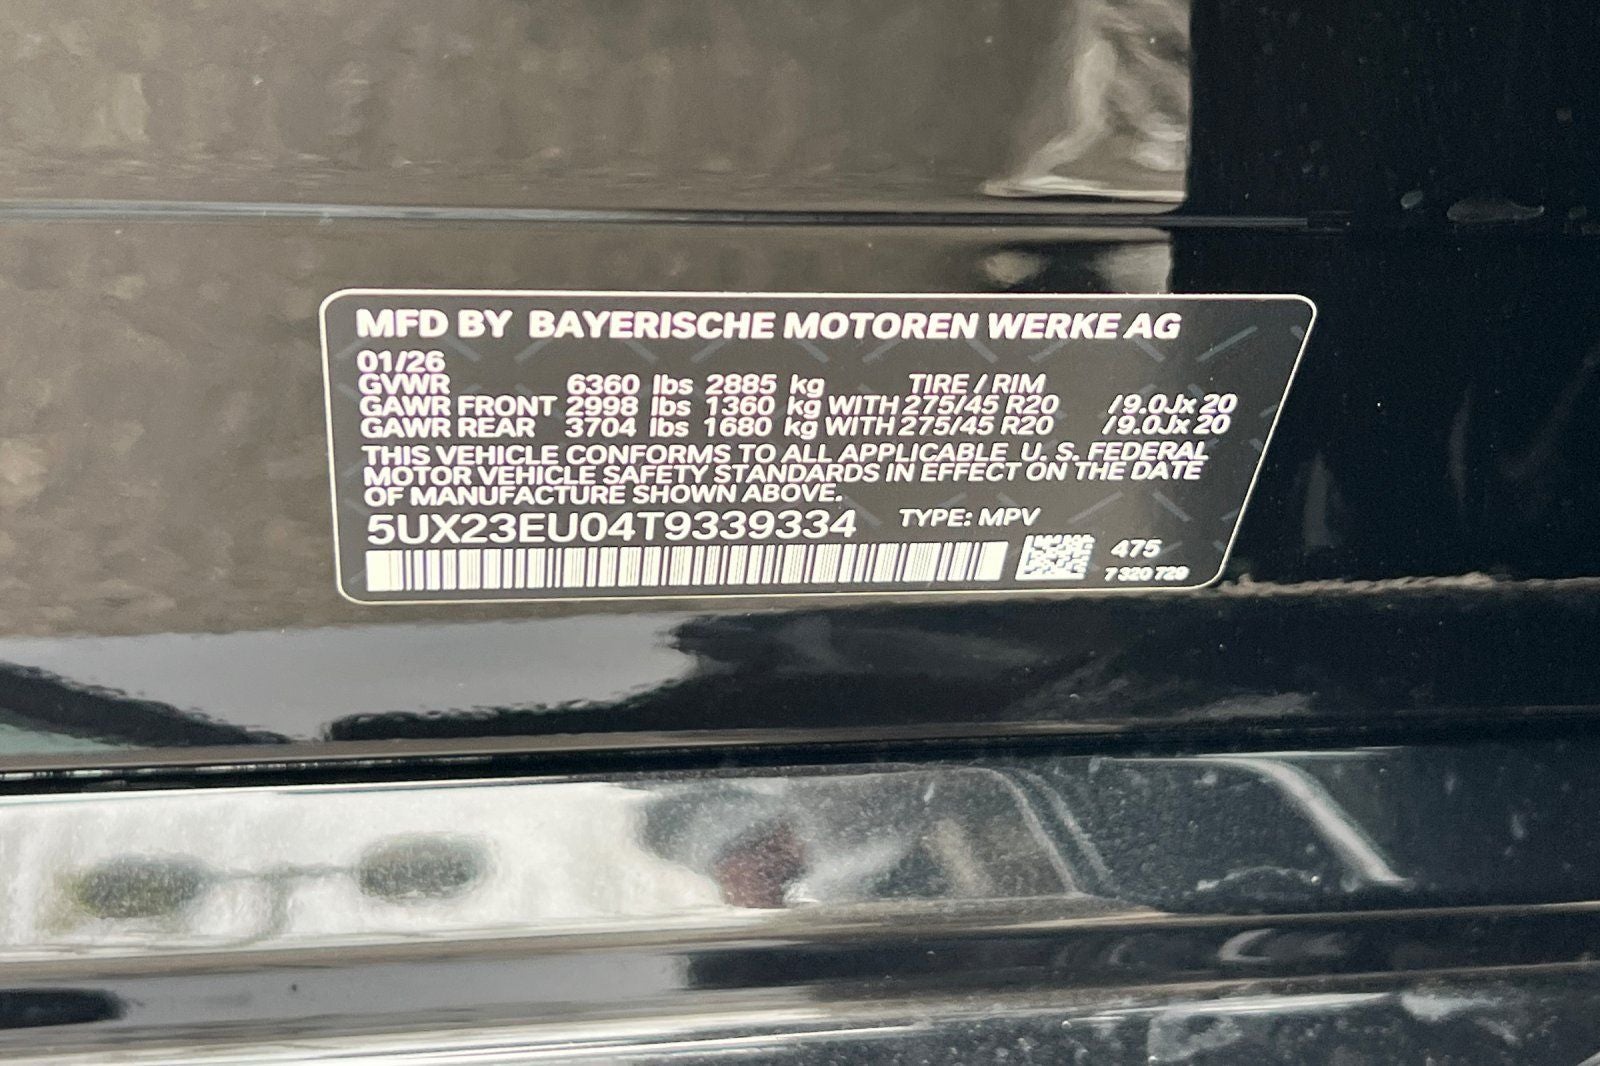 MFD BY BAYERISCHE MOTOREN WERKE AG
01/26
GVWR 6360 lbs 2885 kg TIRE / RIM
GAWR FRONT 2998 lbs 1360 kg WITH 275/45 R20 /9.0Jx 20
GAWR REAR 3704 lbs 1680 kg WITH 275/45 R20 /9.0Jx 20
THIS VEHICLE CONFORMS TO ALL APPLICABLE U. S. FEDERAL
MOTOR VEHICLE SAFETY STANDARDS IN EFFECT ON THE DATE
OF MANUFACTURE SHOWN ABOVE.
5UX23EU04T9339334 TYPE: MPV
475
7 320 729